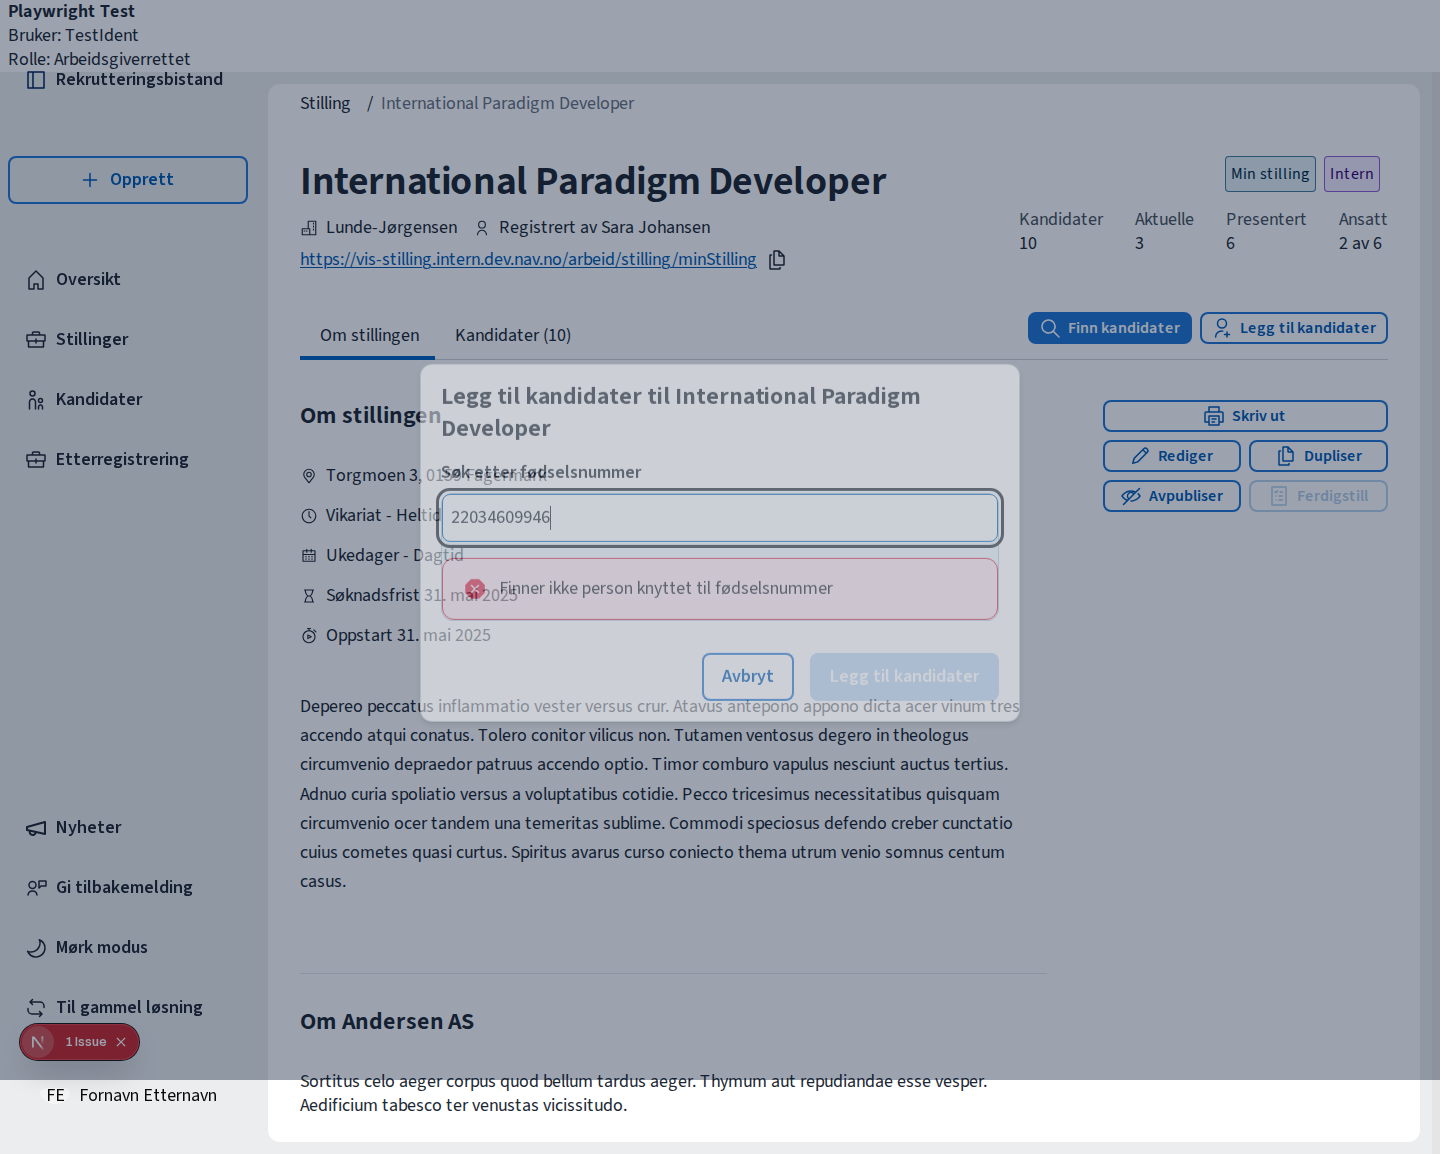 Playwright Test
Bruker: TestIdent
Rolle: Arbeidsgiverrettet
Rekrutteringsbistand
Opprett
Oversikt
Stillinger
Kandidater
Etterregistrering
Nyheter
Gi tilbakemelding
Mørk modus
Til gammel løsning
1 Issue
FE Fornavn Etternavn
Stilling / International Paradigm Developer
International Paradigm Developer
Min stilling Intern
Lunde-Jørgensen Registrert av Sara Johansen
https://vis-stilling.intern.dev.nav.no/arbeid/stilling/minStilling
Kandidater Aktuelle Presentert Ansatt
10 3 6 2 av 6
Om stillingen Kandidater (10)
Finn kandidater Legg til kandidater
Skriv ut
Rediger Dupliser
Avpubliser Ferdigstill
Legg til kandidater til International Paradigm
Developer
Søk etter fødselsnummer
22034609946
Finner ikke person knyttet til fødselsnummer
Avbryt Legg til kandidater
Om stillingen
Torgmoen 3,
Vikariat - Heltid
Ukedager - Dagtid
Søknadsfrist 31. mai 2025
Oppstart 31. mai 2025
Depereo peccatus inflammatio vester versus crur. Atavus antepono appono dicta acer vinum tres
accendo atqui conatus. Tolero conitor vilicus non. Tutamen ventosus degero in theologus
circumvenio depraedor patruus accendo optio. Timor comburo vapulus nesciunt auctus tertius.
Adnuo curia spoliatio versus a voluptatibus cotidie. Pecco tricesimus necessitatibus quisquam
circumvenio ocer tandem una temeritas sublime. Commodi speciosus defendo creber cunctatio
cuius cometes quasi curtus. Spiritus avarus curso coniecto thema utrum venio somnus centum
casus.
Om Andersen AS
Sortitus celo aeger corpus quod bellum tardus aeger. Thymum aut repudiandae esse vesper.
Aedificium tabesco ter venustas vicissitudo.